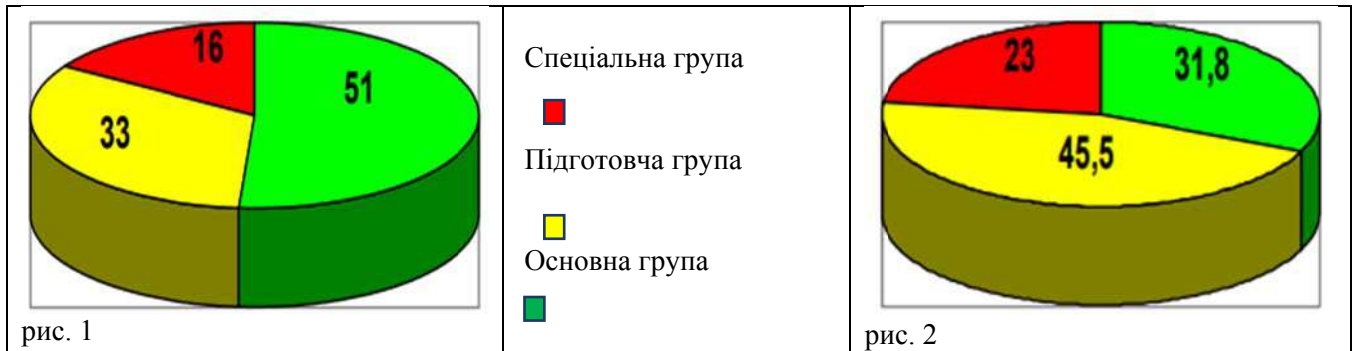 16
51
33
рис. 1
Спеціальна група
Підготовча група
Основна група
23
31,8
45,5
рис. 2